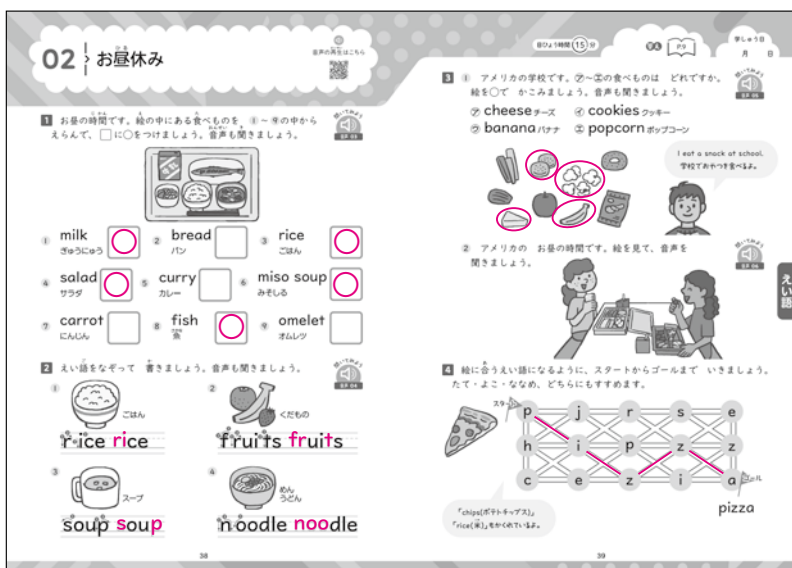 02 お昼休み
ひる
音声の再生はこちら
1 お昼の時間です。絵の中にある食べものを、①〜⑨の中から
えらんで、□に○をつけましょう。音声も聞きましょう。
聞いてみよう
音声 03
① milk
ぎゅうにゅう
② bread
パン
③ rice
ごはん
④ salad
サラダ
⑤ curry
カレー
⑥ miso soup
みそしる
⑦ carrot
にんじん
⑧ fish
魚
⑨ omelet
オムレツ
2 えい語をなぞって 書きましょう。音声も聞きましょう。
聞いてみよう
音声 04
① ごはん
rice rice
② くだもの
fruits fruits
③ スープ
soup soup
④ めん
うどん
noodle noodle
38
目ひょう時間 15 分
答え P.9
学しゅう日
月 日
3 ① アメリカの学校です。㋐〜㋓の食べものは どれですか。
絵を○で かこみましょう。音声も聞きましょう。
聞いてみよう
音声 05
㋐ cheese チーズ
㋑ cookies クッキー
㋒ banana バナナ
㋓ popcorn ポップコーン
I eat a snack at school.
学校でおやつを食べるよ。
② アメリカの お昼の時間です。絵を見て、音声を
聞きましょう。
聞いてみよう
音声 06
えい語
4 絵に合うえい語になるように、スタートからゴールまで いきましょう。
たて・よこ・ななめ、どちらにもすすめます。
スタート
p j r s e
h i p z z
c e z i a
ゴール
pizza
「chips(ポテトチップス)」
「rice(米)」もかくれているよ。
39